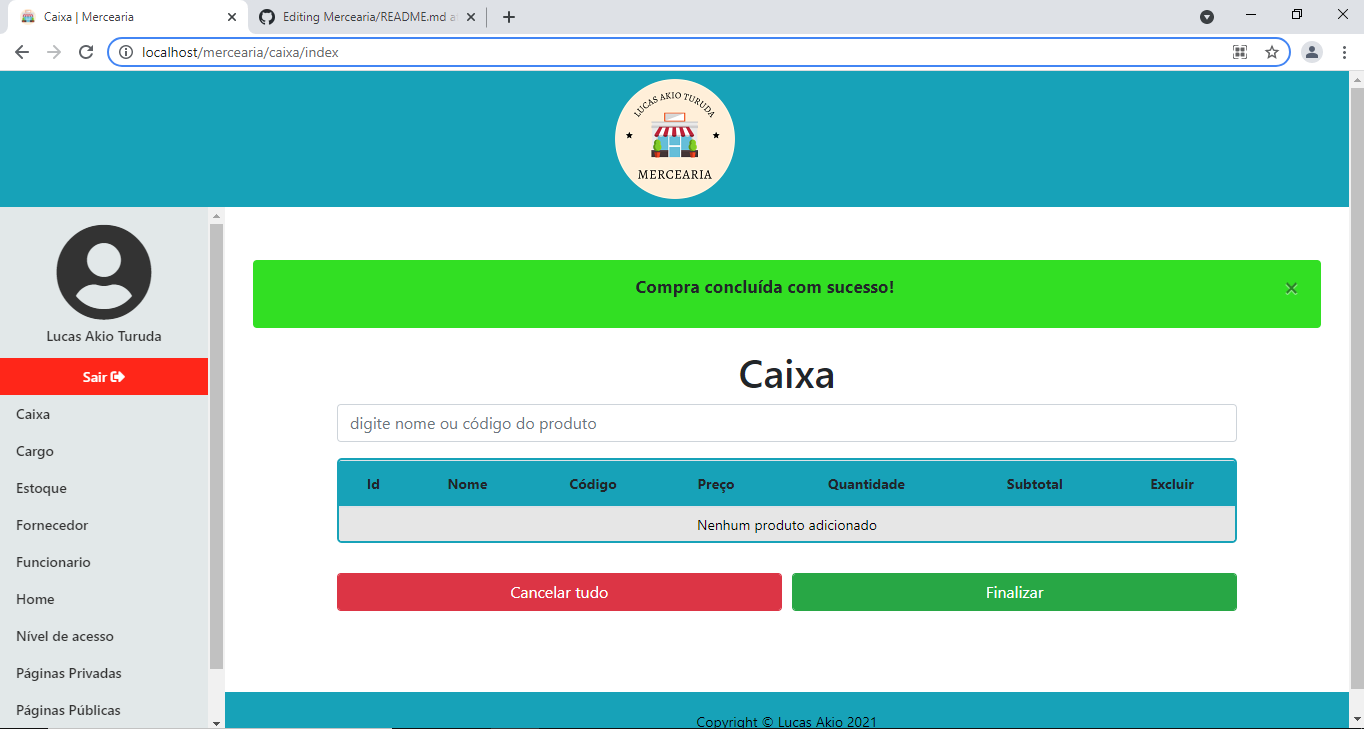 Caixa | Mercearia
Editing Mercearia/README.md a
localhost/mercearia/caixa/index
LUCAS AKIO TURUDA
MERCEARIA
Lucas Akio Turuda
Sair
Caixa
Cargo
Estoque
Fornecedor
Funcionario
Home
Nível de acesso
Páginas Privadas
Páginas Públicas
Compra concluída com sucesso!
×
Caixa
digite nome ou código do produto
Id Nome Código Preço Quantidade Subtotal Excluir
Nenhum produto adicionado
Cancelar tudo Finalizar
Copyright © Lucas Akio 2021